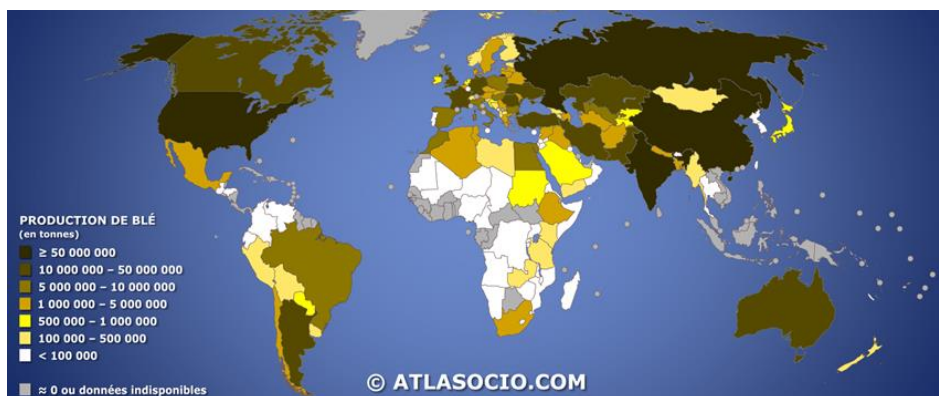 PRODUCTION DE BLÉ
(en tonnes)
≥ 50 000 000
10 000 000 – 50 000 000
5 000 000 – 10 000 000
1 000 000 – 5 000 000
500 000 – 1 000 000
100 000 – 500 000
< 100 000
≈ 0 ou données indisponibles
© ATLASOCIO.COM